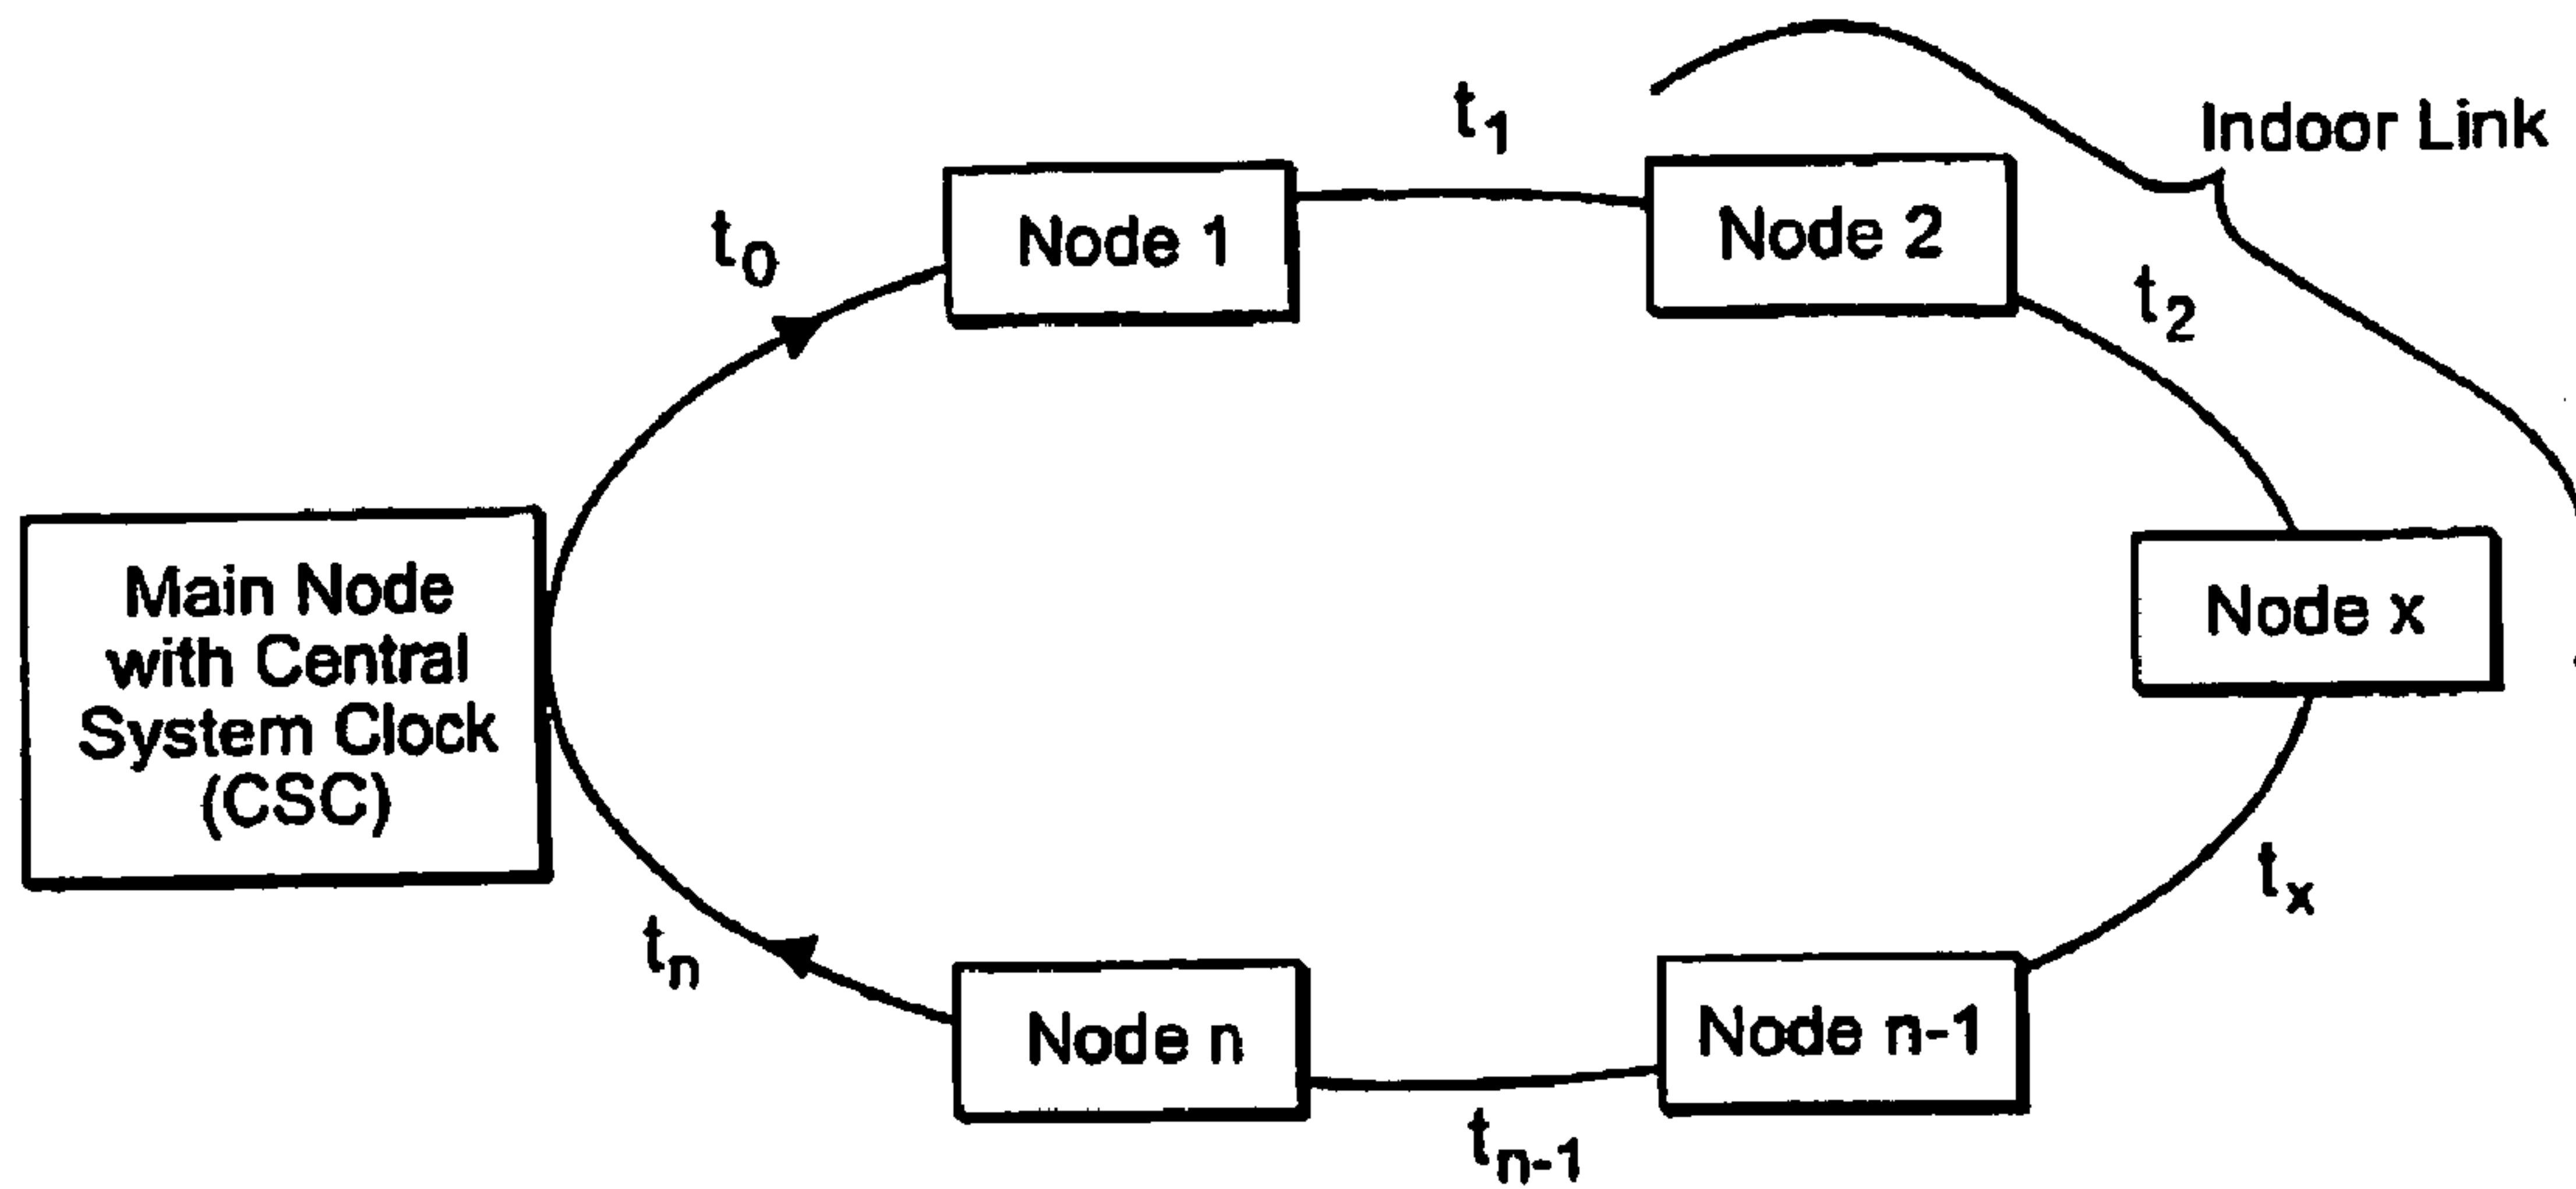 Indoor Link
t1
Node 1
Node 2
t0
t2
Main Node
with Central
System Clock
(CSC)
Node x
tx
tn
Node n
Node n-1
tn-1